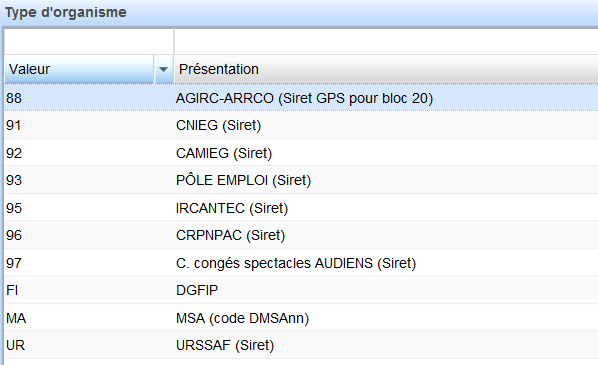 Type d'organisme
Valeur Présentation
88 AGIRC-ARRCO (Siret GPS pour bloc 20)
91 CNIEG (Siret)
92 CAMIEG (Siret)
93 PÔLE EMPLOI (Siret)
95 IRCANTEC (Siret)
96 CRPNPAC (Siret)
97 C. congés spectacles AUDIENS (Siret)
FI DGFIP
MA MSA (code DMSAnn)
UR URSSAF (Siret)